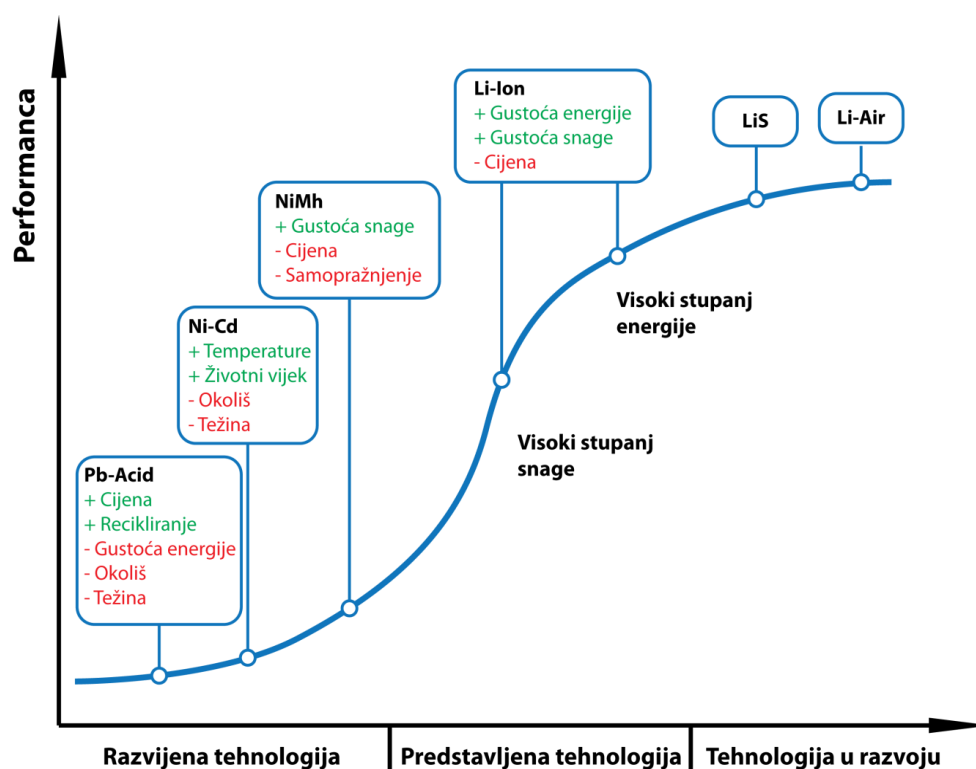 Performanca
Pb-Acid
+ Cijena
+ Recikliranje
- Gustoća energije
- Okoliš
- Težina
Ni-Cd
+ Temperature
+ Životni vijek
- Okoliš
- Težina
NiMh
+ Gustoća snage
- Cijena
- Samopražnjenje
Li-Ion
+ Gustoća energije
+ Gustoća snage
- Cijena
LiS
Li-Air
Visoki stupanj
energije
Visoki stupanj
snage
Razvijena tehnologija
Predstavljena tehnologija
Tehnologija u razvoju